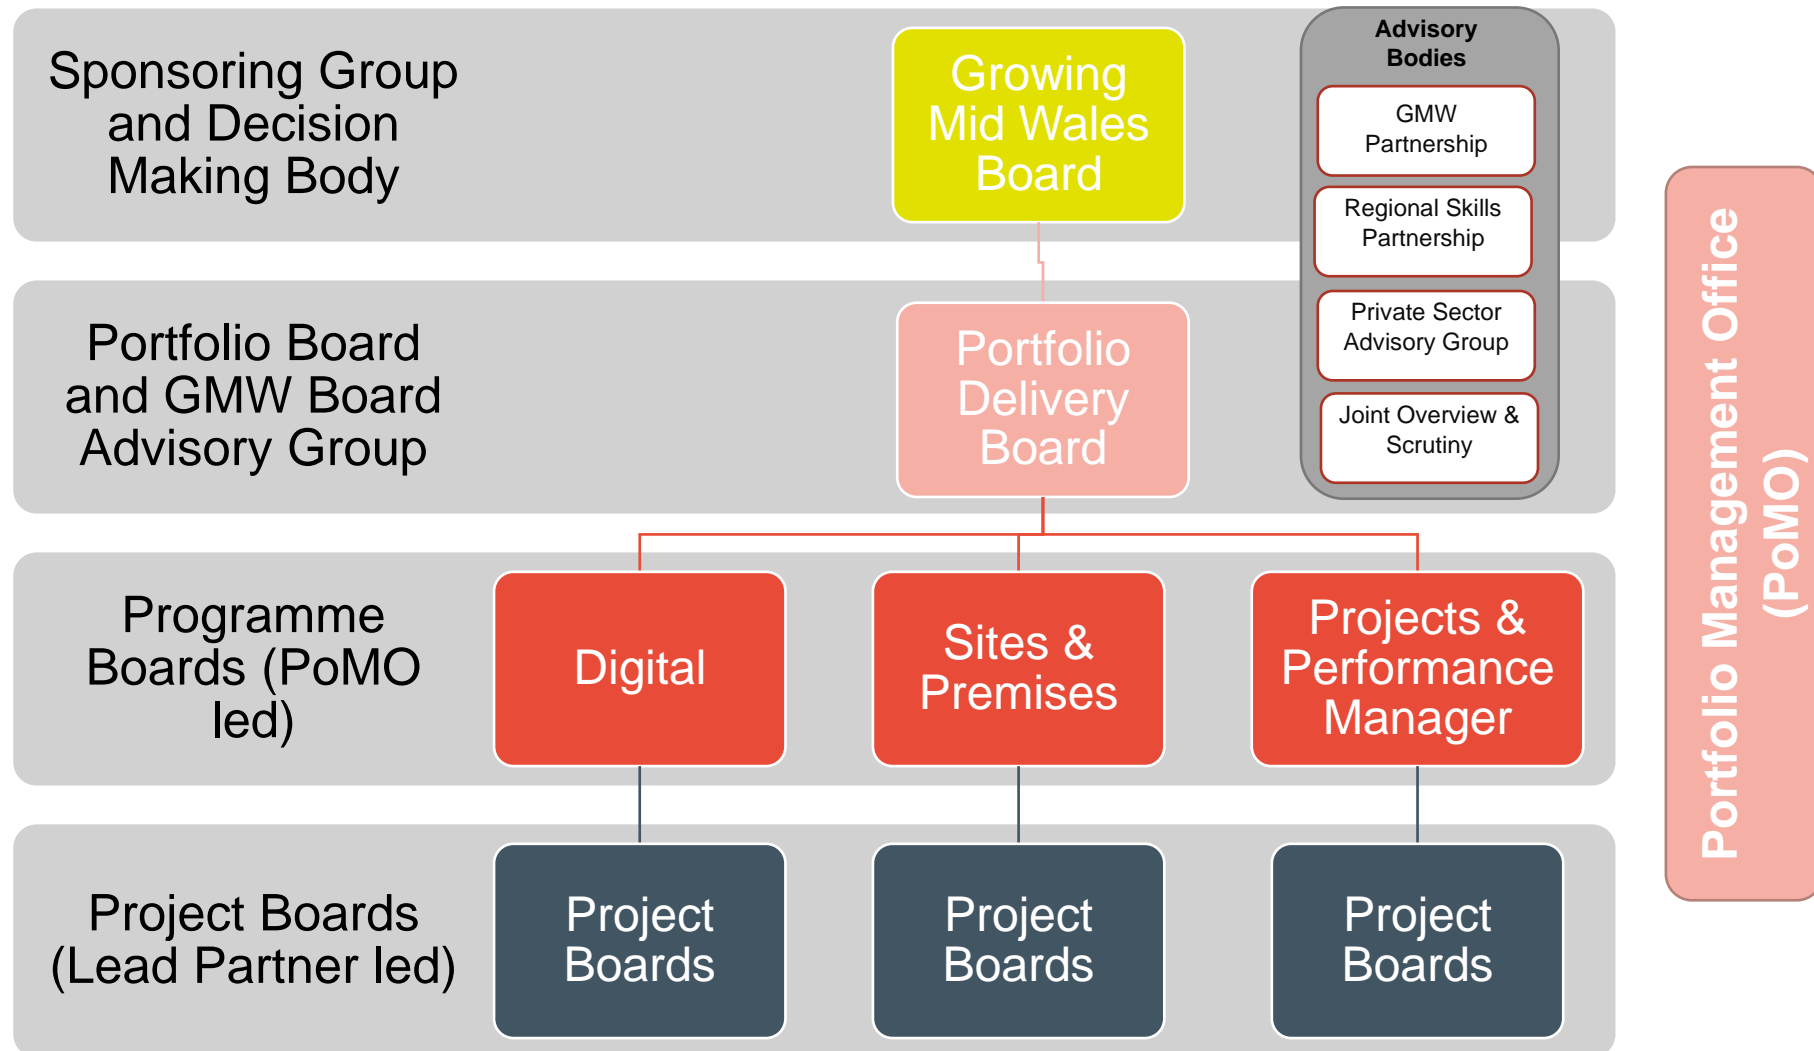 Sponsoring Group
and Decision
Making Body
Growing
Mid Wales
Board
Advisory
Bodies
GMW
Partnership
Regional Skills
Partnership
Private Sector
Advisory Group
Joint Overview &
Scrutiny
Portfolio Board
and GMW Board
Advisory Group
Portfolio
Delivery
Board
Programme
Boards (PoMO
led)
Digital
Sites &
Premises
Projects &
Performance
Manager
Project Boards
(Lead Partner led)
Project
Boards
Project
Boards
Project
Boards
Portfolio Management Office
(PoMO)